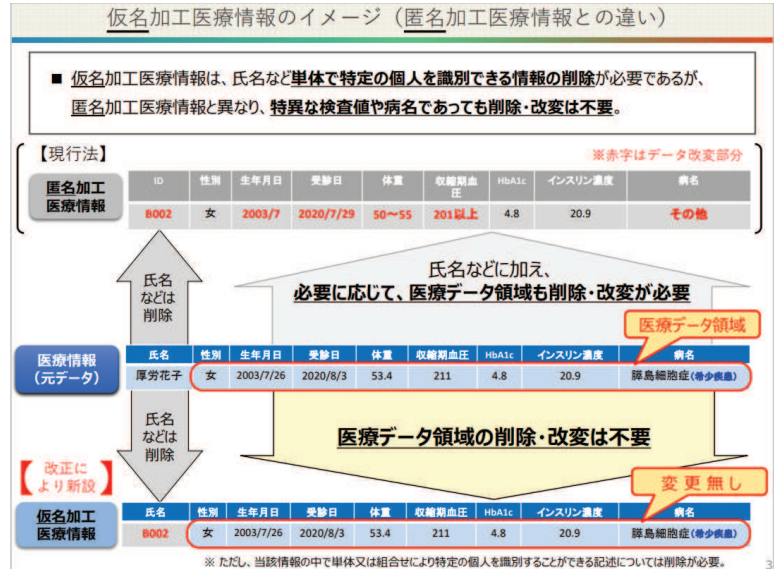 仮名加工医療情報のイメージ（匿名加工医療情報との違い）
■ 仮名加工医療情報は、氏名など単体で特定の個人を識別できる情報の削除が必要であるが、
匿名加工医療情報と異なり、特異な検査値や病名であっても削除・改変は不要。
【現行法】
※赤字はデータ改変部分
匿名加工
医療情報
ID 性別 生年月日 受診日 体重 収縮期血圧 HbA1c インスリン濃度 病名
B002 女 2003/7 2020/7/29 50～55 201以上 4.8 20.9 その他
氏名
などは
削除
氏名などに加え、
必要に応じて、医療データ領域も削除・改変が必要
医療データ領域
医療情報
（元データ）
氏名 性別 生年月日 受診日 体重 収縮期血圧 HbA1c インスリン濃度 病名
厚労花子 女 2003/7/26 2020/8/3 53.4 211 4.8 20.9 膵島細胞症(希少疾患)
氏名
などは
削除
医療データ領域の削除・改変は不要
【改正に
より新設】
変更無し
仮名加工
医療情報
氏名 性別 生年月日 受診日 体重 収縮期血圧 HbA1c インスリン濃度 病名
B002 女 2003/7/26 2020/8/3 53.4 211 4.8 20.9 膵島細胞症(希少疾患)
※ ただし、当該情報の中で単体又は組合せにより特定の個人を識別することができる記述については削除が必要。
3